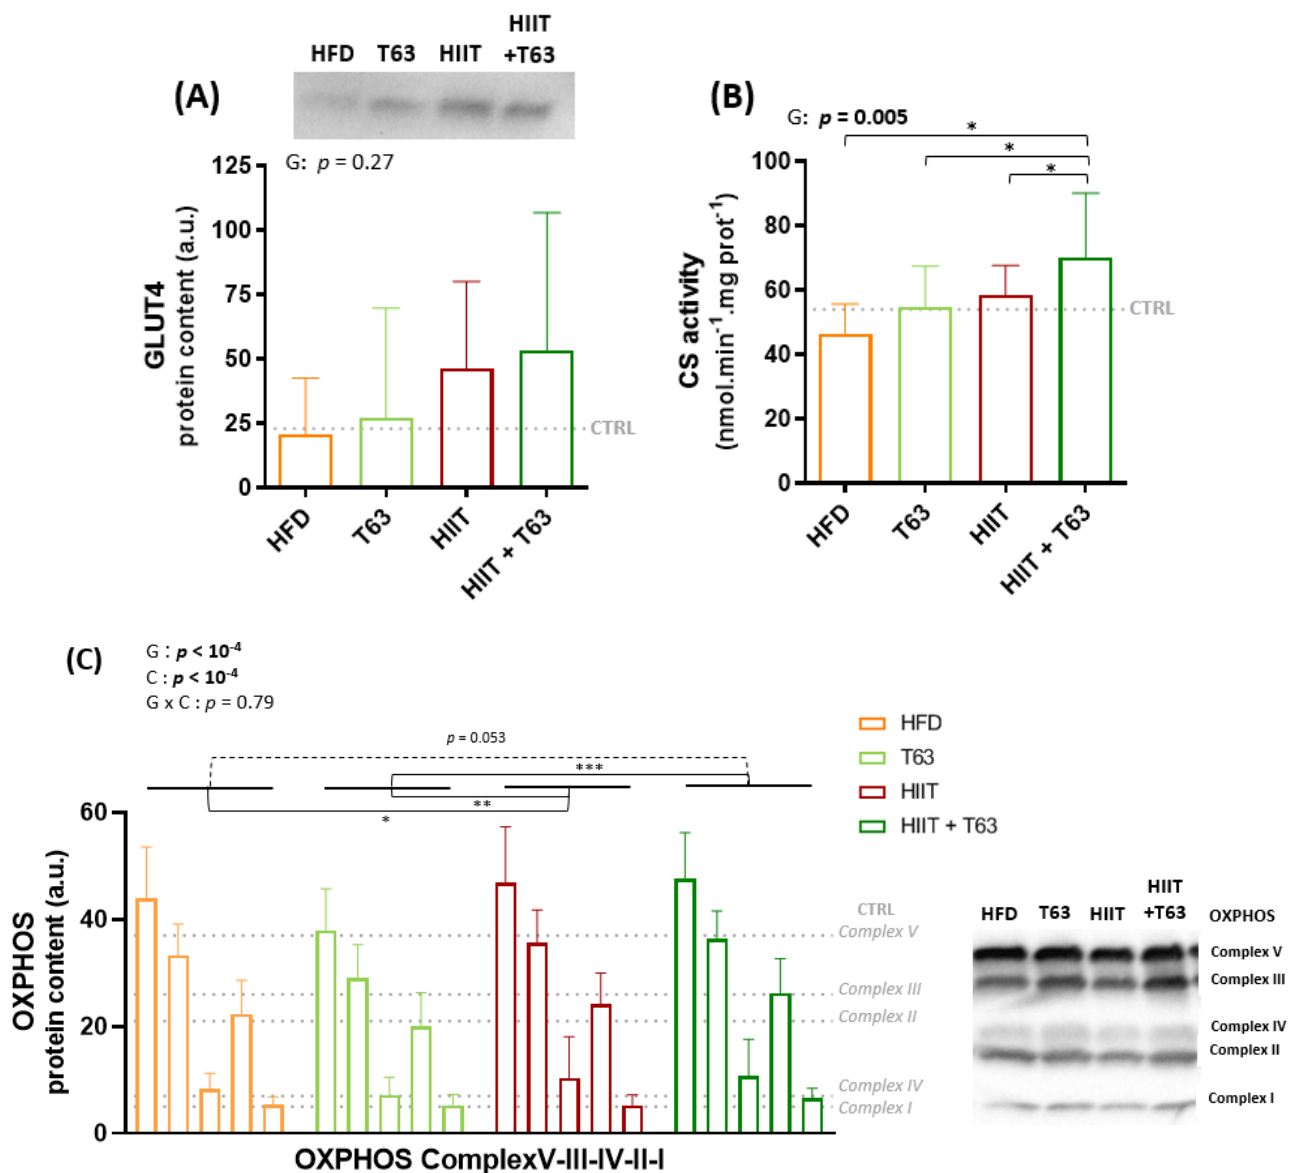 HFD T63 HIIT HIIT +T63
(A)
G: p = 0.27
125
100
75
50
25
0
GLUT4
protein content (a.u.)
CTRL
HFD
T63
HIIT
HIIT + T63
(B)
G: p = 0.005
*
*
*
100
80
60
40
20
0
CS activity
(nmol.min⁻¹.mg prot⁻¹)
CTRL
HFD
T63
HIIT
HIIT + T63
(C)
G : p < 10⁻⁴
C : p < 10⁻⁴
G x C : p = 0.79
p = 0.053
***
**
*
HFD
T63
HIIT
HIIT + T63
60
40
20
0
OXPHOS
protein content (a.u.)
CTRL
Complex V
Complex III
Complex II
Complex IV
Complex I
OXPHOS ComplexV-III-IV-II-I
HFD T63 HIIT HIIT +T63 OXPHOS
Complex V
Complex III
Complex IV
Complex II
Complex I